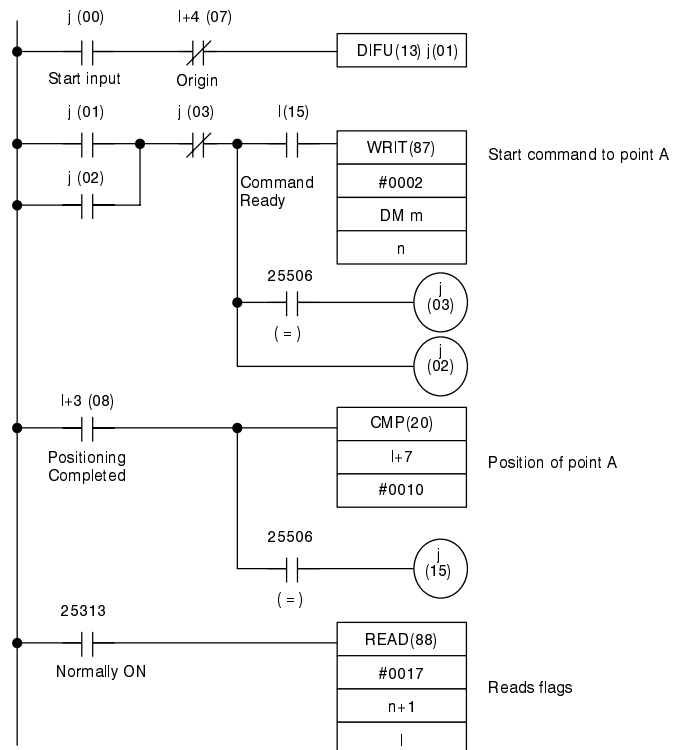 j (00)
l+4 (07)
DIFU(13) j(01)
Start input
Origin
j (01)
j (03)
l(15)
WRIT(87)
Start command to point A
#0002
j (02)
Command
Ready
DM m
n
25506
j
(03)
( = )
j
(02)
l+3 (08)
CMP(20)
Positioning
Completed
l+7
Position of point A
#0010
25506
j
(15)
( = )
25313
READ(88)
Normally ON
#0017
Reads flags
n+1
l